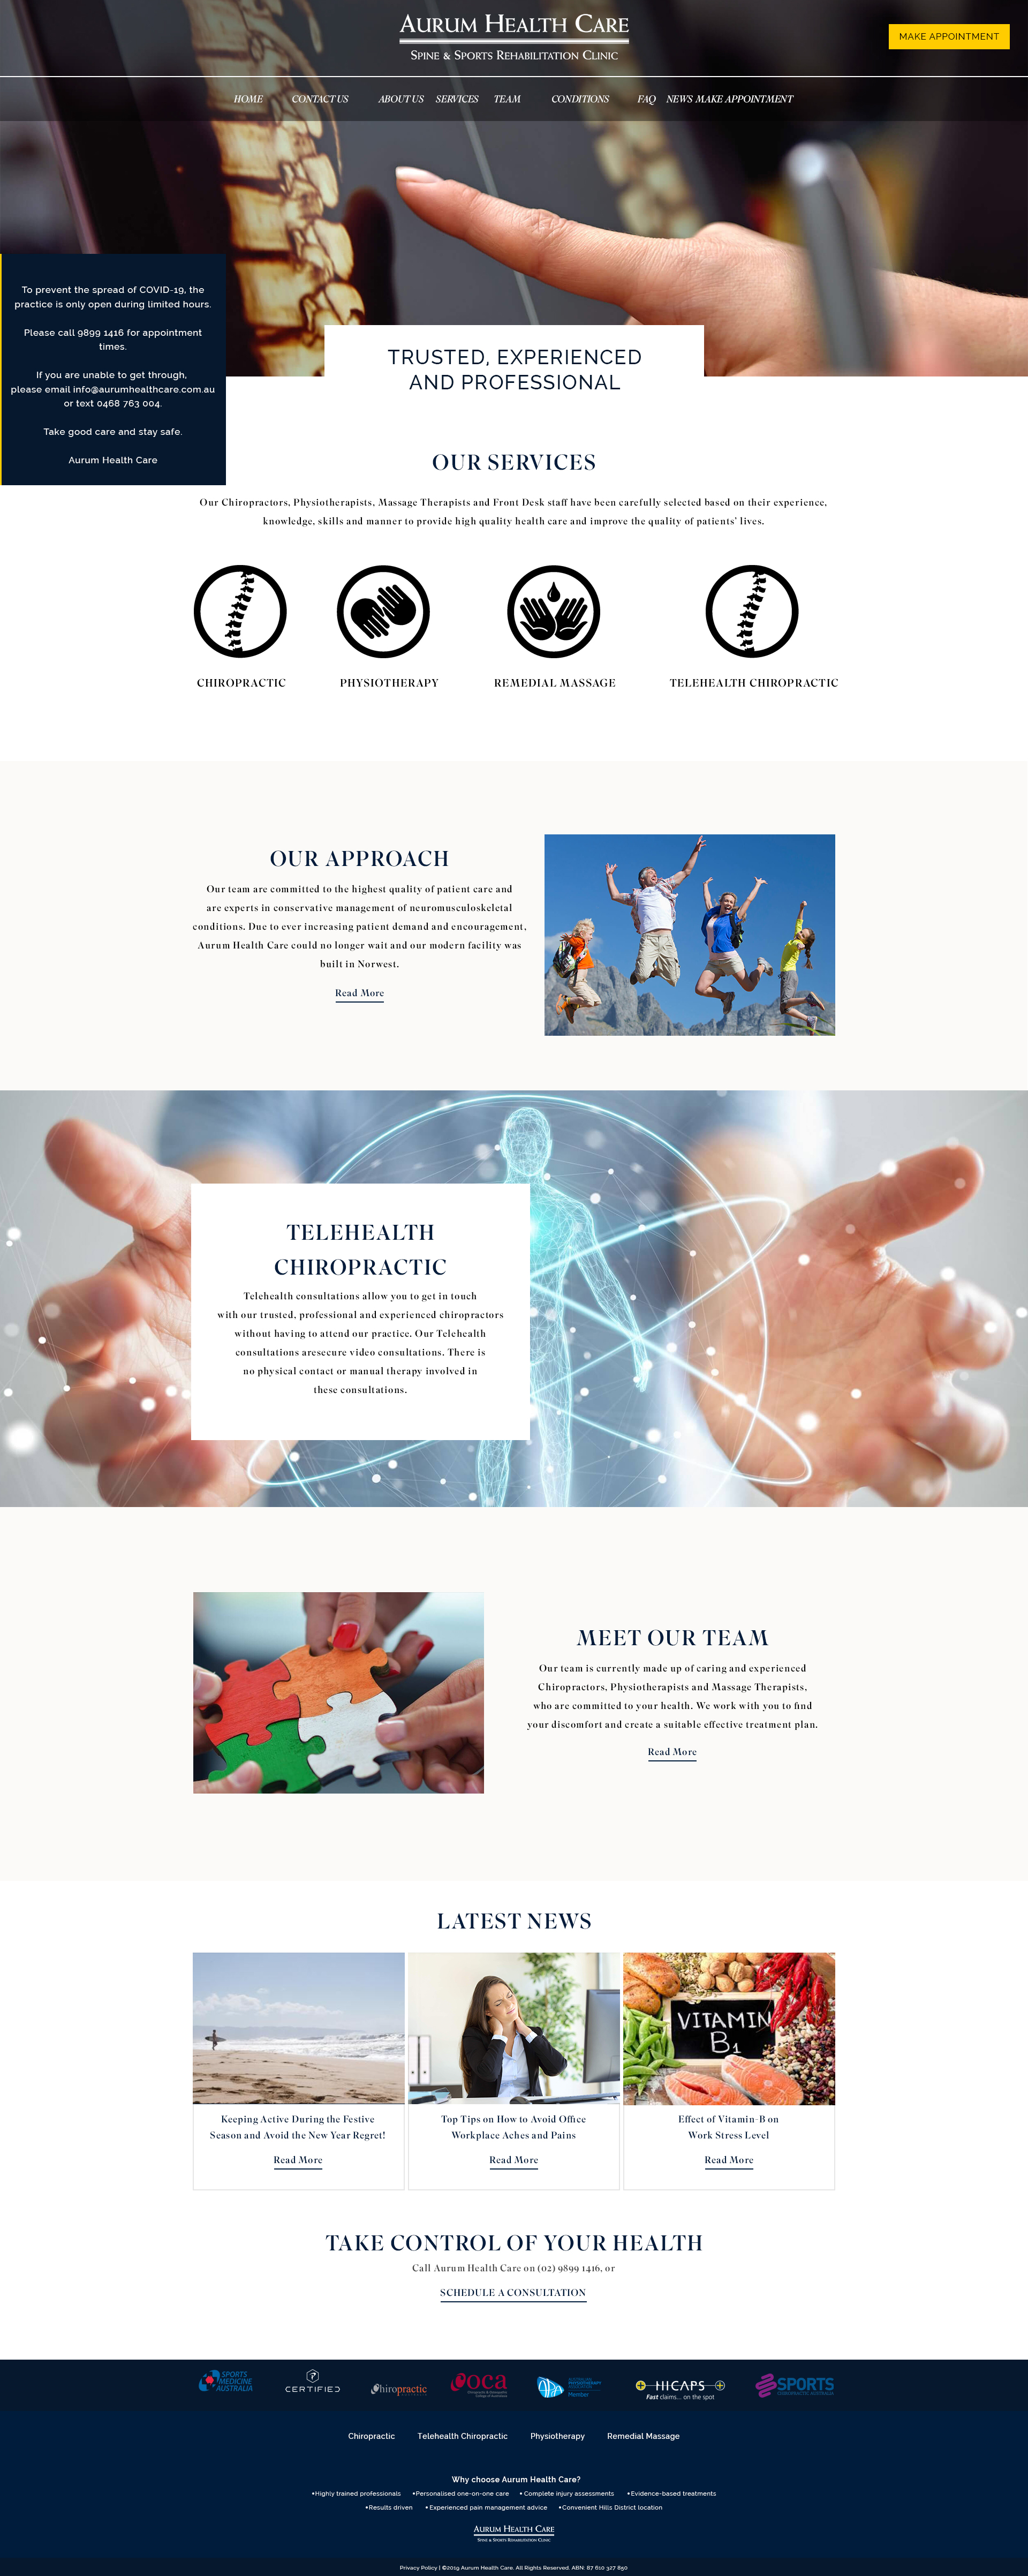 AURUM HEALTH CARE
SPINE & SPORTS REHABILITATION CLINIC
MAKE APPOINTMENT
HOME CONTACT US ABOUT US SERVICES TEAM CONDITIONS FAQ NEWS MAKE APPOINTMENT
To prevent the spread of COVID-19, the
practice is only open during limited hours.
Please call 9899 1416 for appointment
times.
If you are unable to get through,
please email info@aurumhealthcare.com.au
or text 0468 763 004.
Take good care and stay safe.
Aurum Health Care
TRUSTED, EXPERIENCED
AND PROFESSIONAL
OUR SERVICES
Our Chiropractors, Physiotherapists, Massage Therapists and Front Desk staff have been carefully selected based on their experience,
knowledge, skills and manner to provide high quality health care and improve the quality of patients' lives.
CHIROPRACTIC PHYSIOTHERAPY REMEDIAL MASSAGE TELEHEALTH CHIROPRACTIC
OUR APPROACH
Our team are committed to the highest quality of patient care and
are experts in conservative management of neuromusculoskeletal
conditions. Due to ever increasing patient demand and encouragement,
Aurum Health Care could no longer wait and our modern facility was
built in Norwest.
Read More
TELEHEALTH
CHIROPRACTIC
Telehealth consultations allow you to get in touch
with our trusted, professional and experienced chiropractors
without having to attend our practice. Our Telehealth
consultations aresecure video consultations. There is
no physical contact or manual therapy involved in
these consultations.
MEET OUR TEAM
Our team is currently made up of caring and experienced
Chiropractors, Physiotherapists and Massage Therapists,
who are committed to your health. We work with you to find
your discomfort and create a suitable effective treatment plan.
Read More
LATEST NEWS
VITAMIN
B1
Keeping Active During the Festive
Season and Avoid the New Year Regret!
Read More
Top Tips on How to Avoid Office
Workplace Aches and Pains
Read More
Effect of Vitamin-B on
Work Stress Level
Read More
TAKE CONTROL OF YOUR HEALTH
Call Aurum Health Care on (02) 9899 1416, or
SCHEDULE A CONSULTATION
SPORTS
MEDICINE
AUSTRALIA
CERTIFIED
chiropractic
oca
Member
HICAPS
Fast claims... on the spot
SPORTS
Chiropractic Telehealth Chiropractic Physiotherapy Remedial Massage
Why choose Aurum Health Care?
•Highly trained professionals •Personalised one-on-one care • Complete injury assessments •Evidence-based treatments
•Results driven • Experienced pain management advice •Convenient Hills District location
AURUM HEALTH CARE
SPINE & SPORTS REHABILITATION CLINIC
Privacy Policy | ©2019 Aurum Health Care. All Rights Reserved. ABN: 87 610 327 850